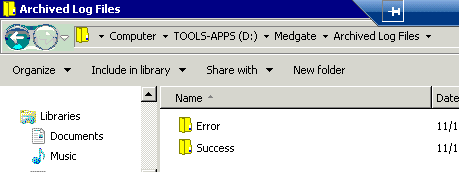 Archived Log Files
Computer TOOLS-APPS (D:) Medgate Archived Log Files
Organize Include in library Share with New folder
Name Date
Libraries
Documents
Music
Error 11/1
Success 11/1